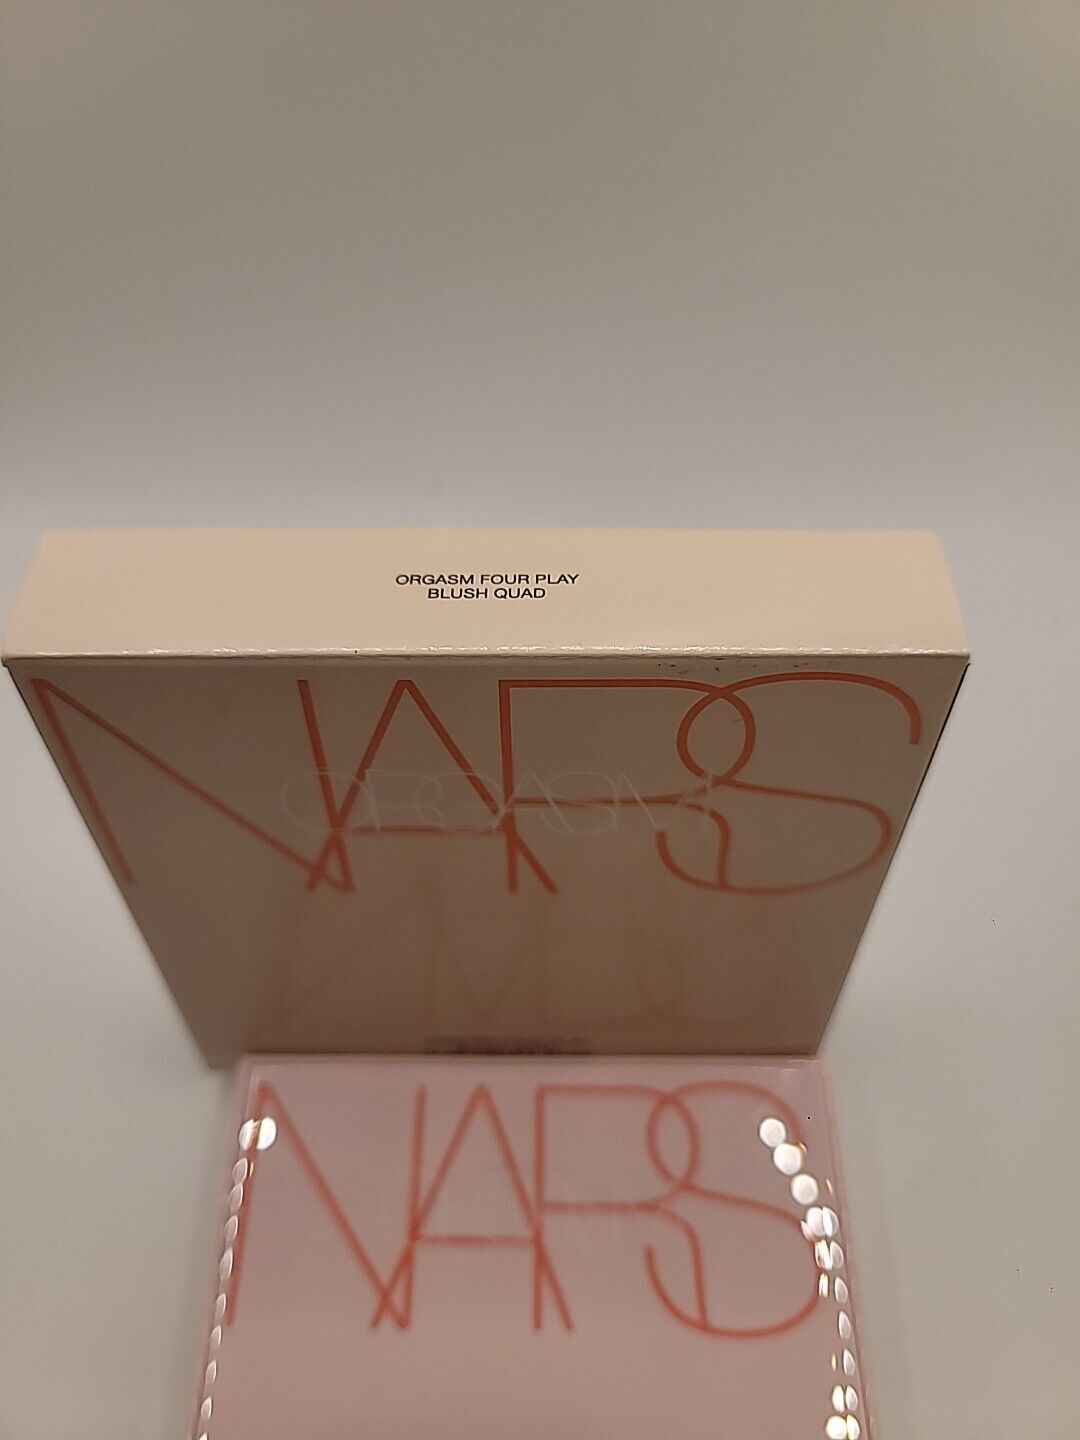 ORGASM FOUR PLAY
BLUSH QUAD
NARS
ORGASM
NARS